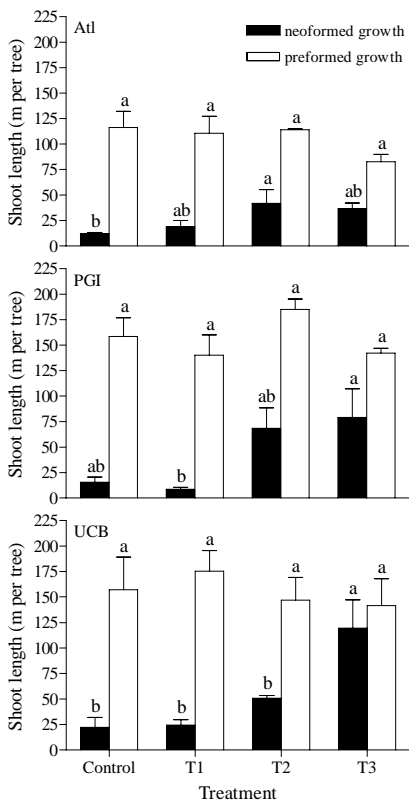 Atl
neoformed growth
preformed growth
225
200
175
150
125
100
75
50
25
0
Shoot length (m per tree)
b a ab a a a ab a
PGI
225
200
175
150
125
100
75
50
25
0
Shoot length (m per tree)
ab a b a ab a a a
UCB
225
200
175
150
125
100
75
50
25
0
Shoot length (m per tree)
b a b a b a a a
Control T1 T2 T3
Treatment